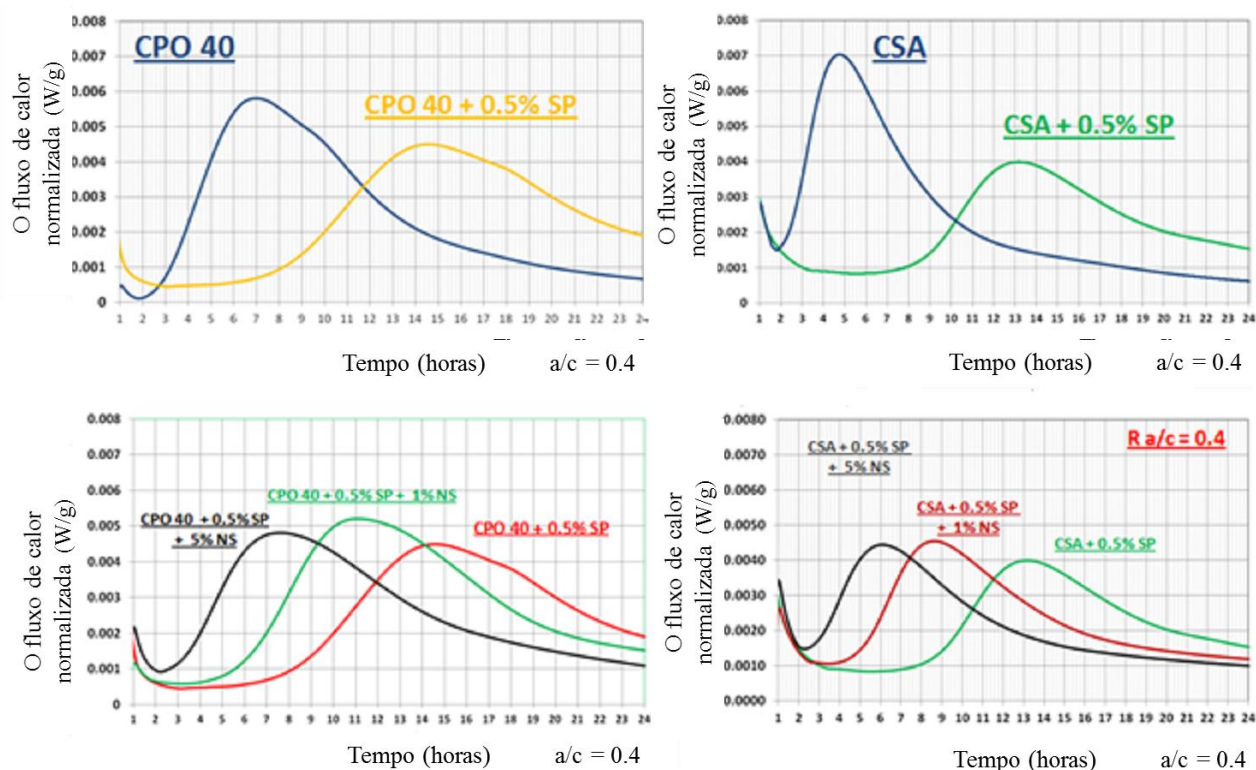 O fluxo de calor
normalizada (W/g)
0.008
0.007
0.006
0.005
0.004
0.003
0.002
0.001
0
CPO 40
CPO 40 + 0.5% SP
1 2 3 4 5 6 7 8 9 10 11 12 13 14 15 16 17 18 19 20 21 22 23 24
Tempo (horas) a/c = 0.4
O fluxo de calor
normalizada (W/g)
0.008
0.007
0.006
0.005
0.004
0.003
0.002
0.001
0
CSA
CSA + 0.5% SP
1 2 3 4 5 6 7 8 9 10 11 12 13 14 15 16 17 18 19 20 21 22 23 24
Tempo (horas) a/c = 0.4
O fluxo de calor
normalizada (W/g)
0.008
0.007
0.006
0.005
0.004
0.003
0.002
0.001
0
CPO 40 + 0.5% SP + 1% NS
CPO 40 + 0.5% SP
+ 5% NS
CPO 40 + 0.5% SP
1 2 3 4 5 6 7 8 9 10 11 12 13 14 15 16 17 18 19 20 21 22 23 24
Tempo (horas) a/c = 0.4
O fluxo de calor
normalizada (W/g)
0.0080
0.0070
0.0060
0.0050
0.0040
0.0030
0.0020
0.0010
0.0000
R a/c = 0.4
CSA + 0.5% SP
+ 5% NS
CSA + 0.5% SP
+ 1% NS
CSA + 0.5% SP
1 2 3 4 5 6 7 8 9 10 11 12 13 14 15 16 17 18 19 20 21 22 23 24
Tempo (horas) a/c = 0.4